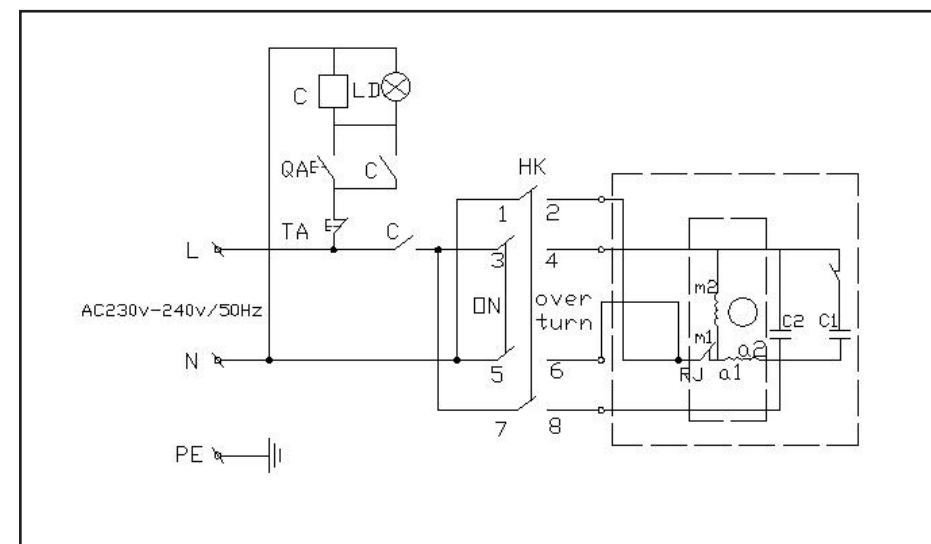 C LD
QA C
HK
TA C 1 2
L 3 4
m2
AC230v-240v/50Hz ON over C2 C1
turn
m1 a2
N 5 6 RJ a1
7 8
PE